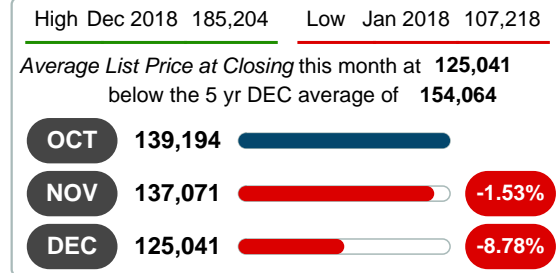 High Dec 2018 185,204 Low Jan 2018 107,218
Average List Price at Closing this month at 125,041
below the 5 yr DEC average of 154,064
OCT 139,194
NOV 137,071 -1.53%
DEC 125,041 -8.78%